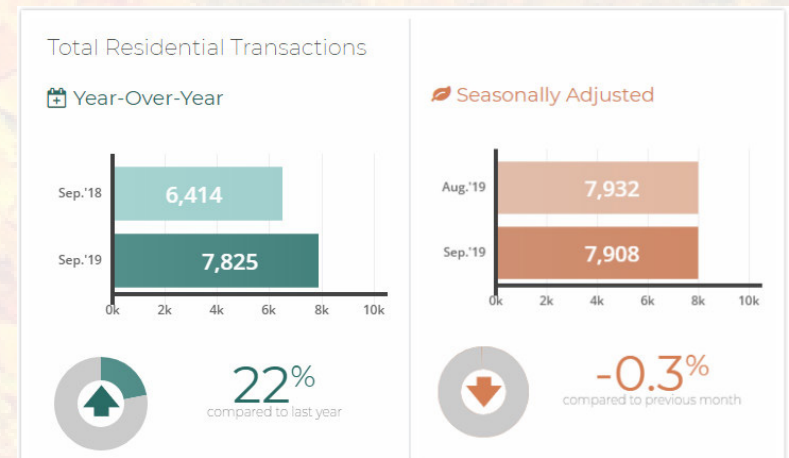 Total Residential Transactions
Year-Over-Year
Sep.'18
6,414
Sep.'19
7,825
0k 2k 4k 6k 8k 10k
22%
compared to last year
Seasonally Adjusted
Aug.'19
7,932
Sep.'19
7,908
0k 2k 4k 6k 8k 10k
-0.3%
compared to previous month